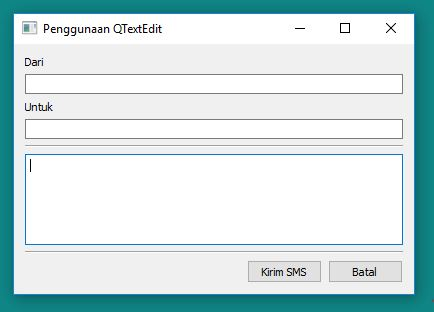 Penggunaan QTextEdit
Dari
Untuk
Kirim SMS Batal